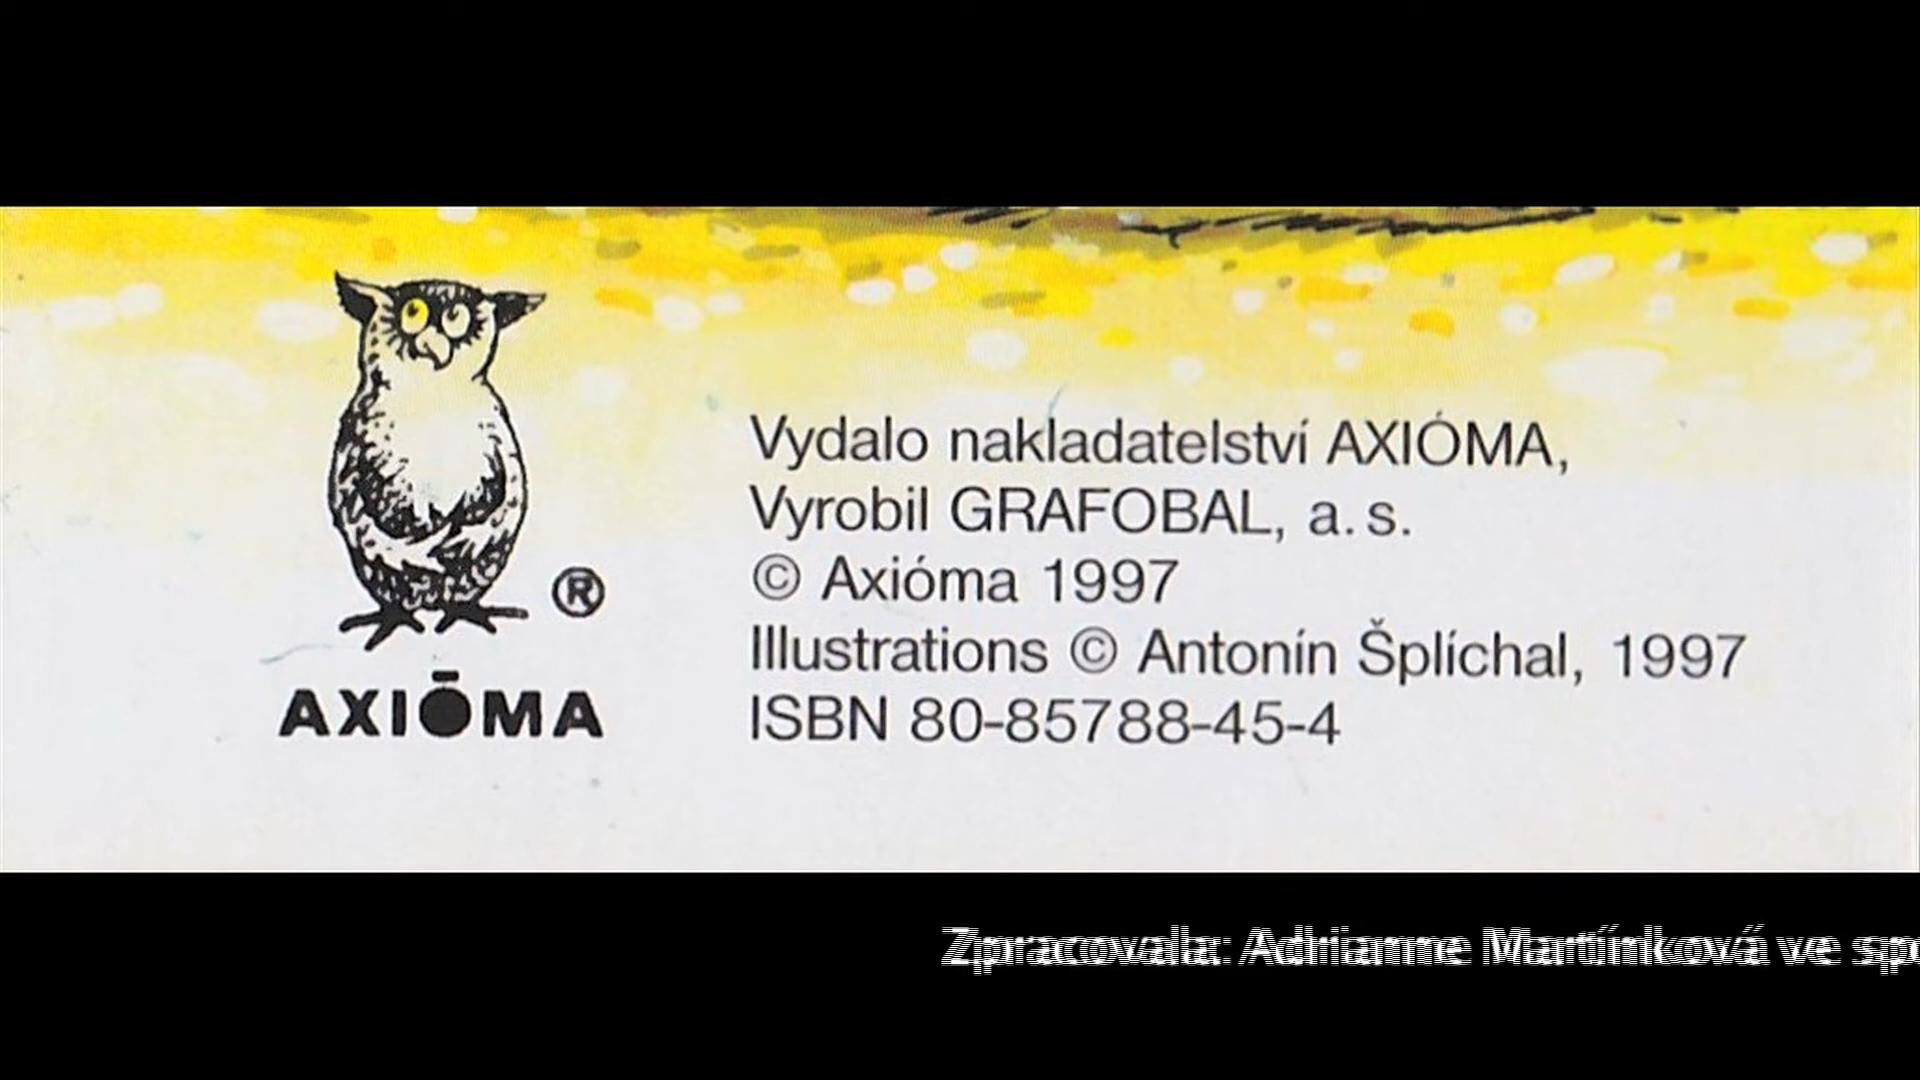 AXIŌMA
®
Vydalo nakladatelství AXIÓMA,
Vyrobil GRAFOBAL, a. s.
© Axióma 1997
Illustrations © Antonín Šplíchal, 1997
ISBN 80-85788-45-4
Zpracovala: Adrianne Martínková ve